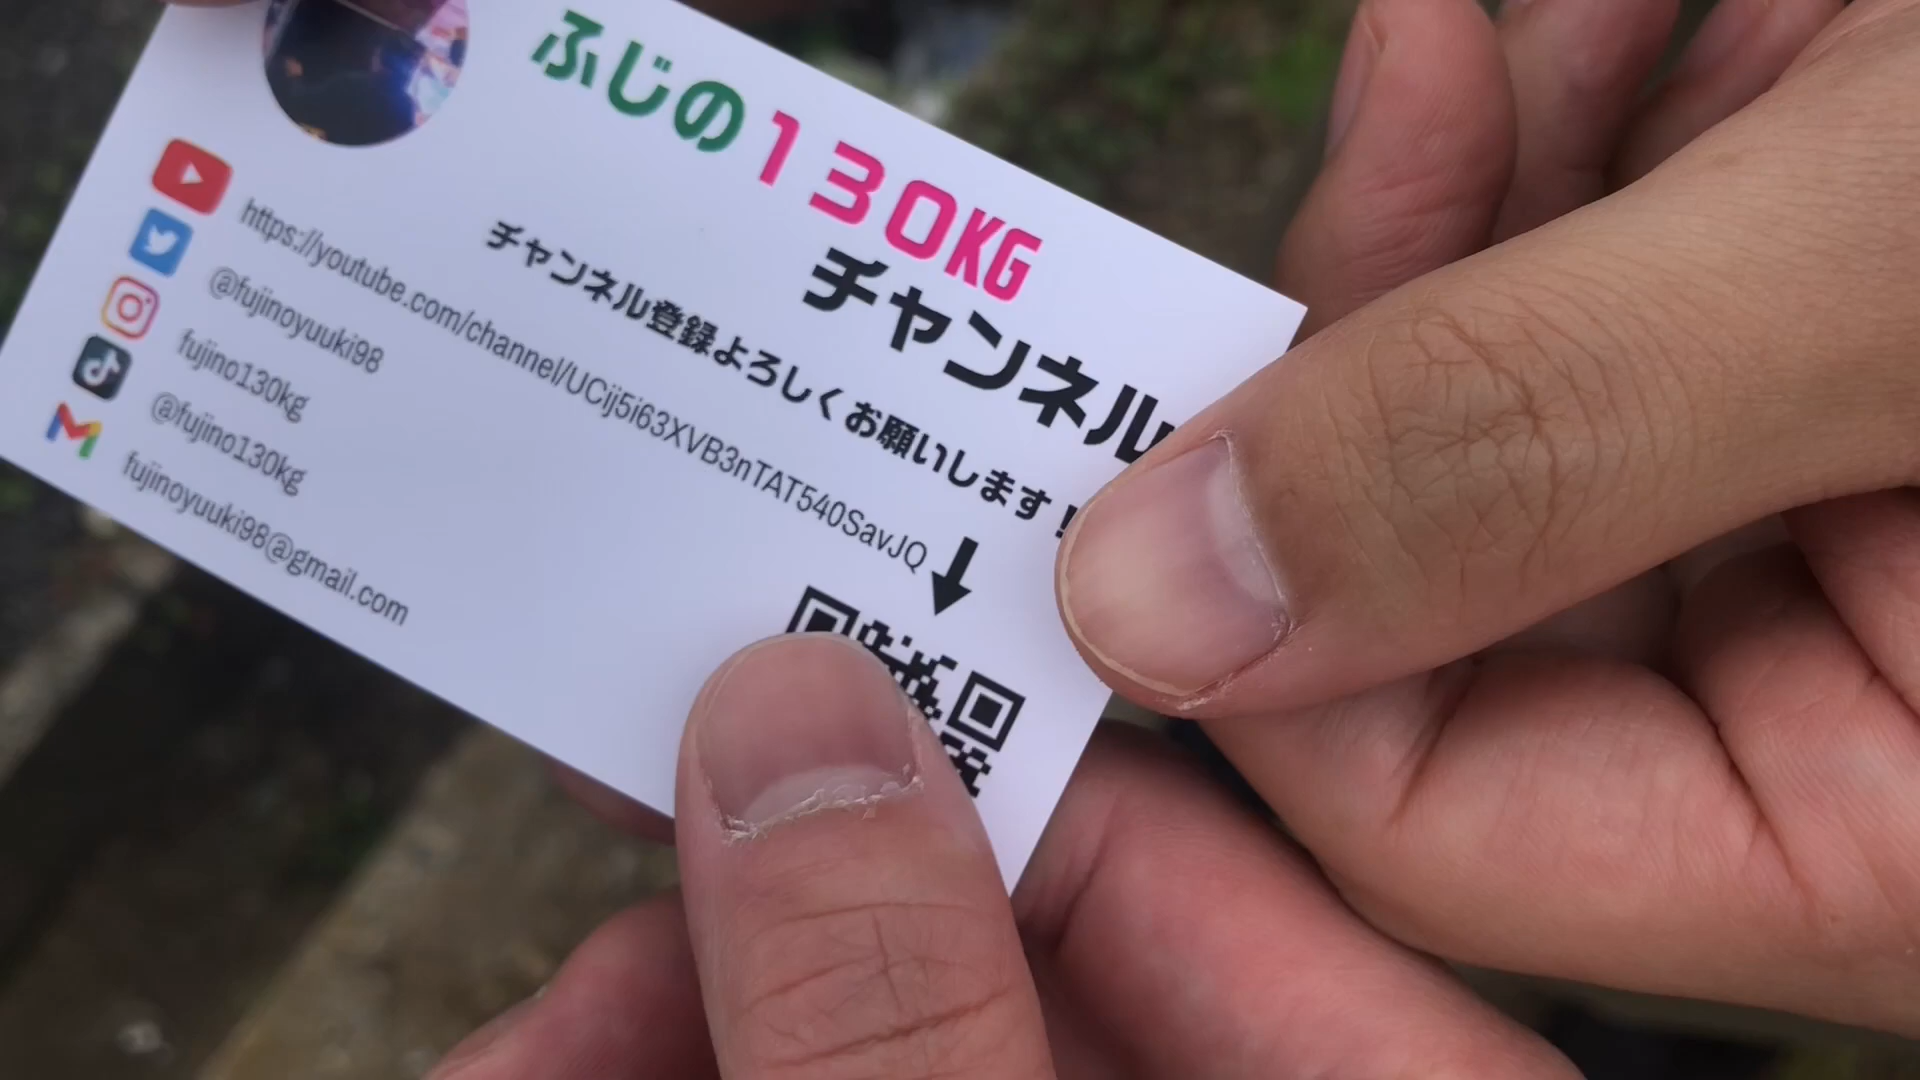 ふじの130KG
チャンネル
チャンネル登録よろしくお願いします!
https://youtube.com/channel/UCij5i63XVB3nTAT540SavJQ
@fujinoyuuki98
fujino130kg
@fujino130kg
fujinoyuuki98@gmail.com